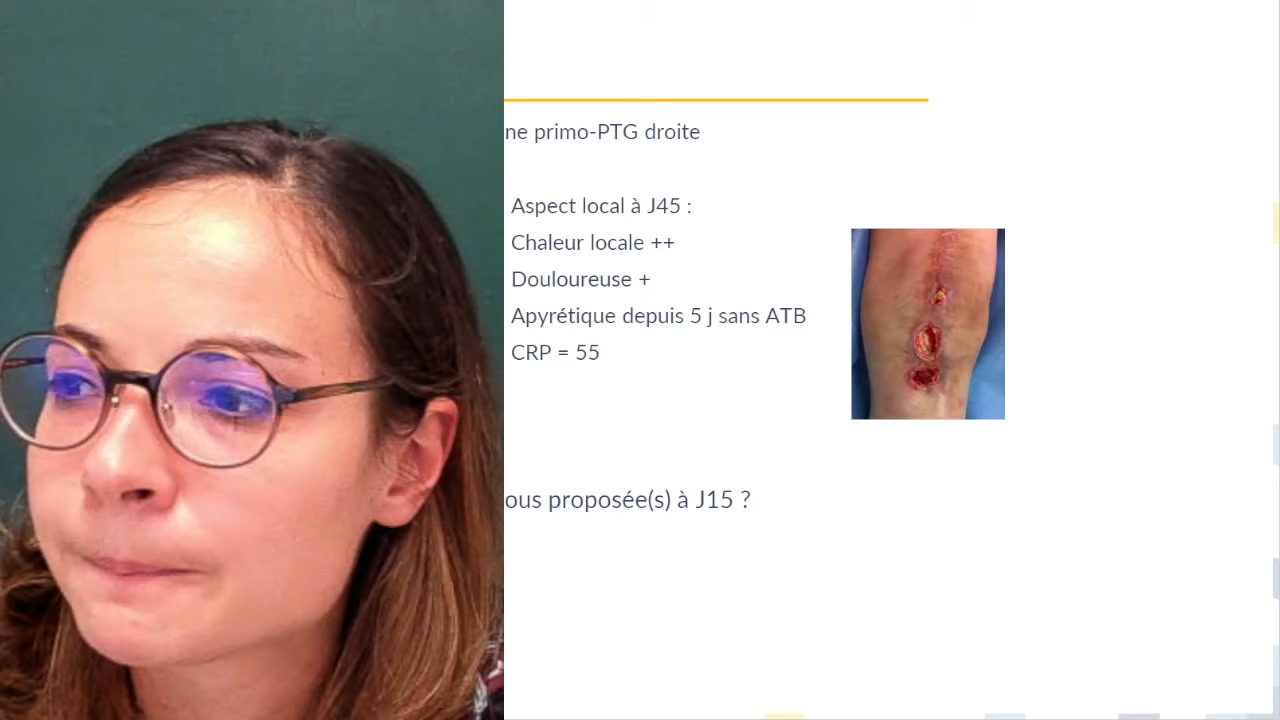 ne primo-PTG droite
Aspect local à J45 :
Chaleur locale ++
Douloureuse +
Apyrétique depuis 5 j sans ATB
CRP = 55
ous proposée(s) à J15 ?